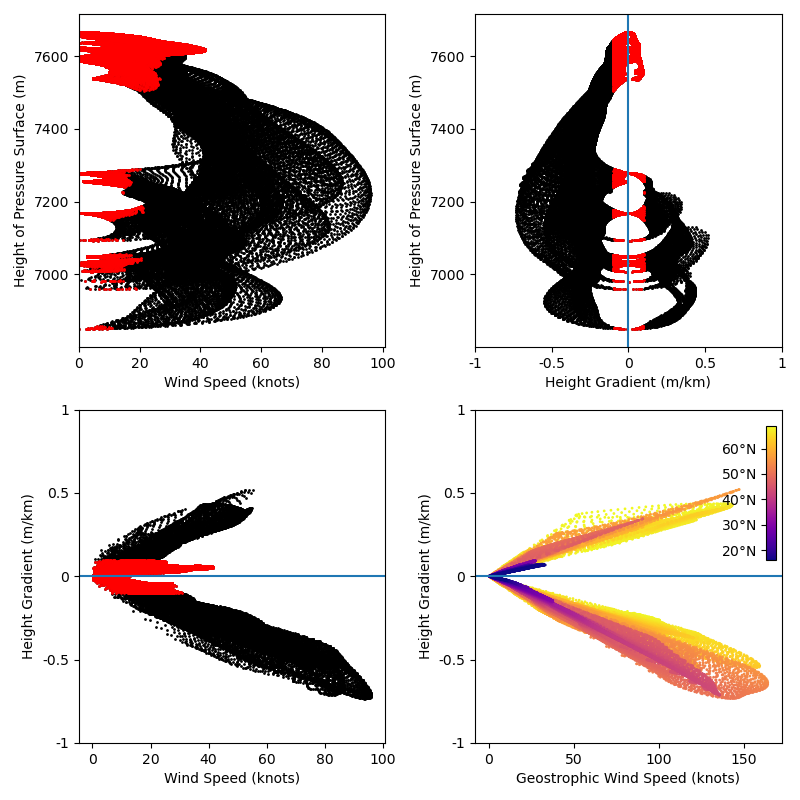 Height of Pressure Surface (m)
7600
7400
7200
7000
0 20 40 60 80 100
Wind Speed (knots)
Height of Pressure Surface (m)
7600
7400
7200
7000
-1 -0.5 0 0.5 1
Height Gradient (m/km)
Height Gradient (m/km)
1
0.5
0
-0.5
-1
0 20 40 60 80 100
Wind Speed (knots)
Height Gradient (m/km)
1
0.5
0
-0.5
-1
0 50 100 150
Geostrophic Wind Speed (knots)
60°N
50°N
40°N
30°N
20°N